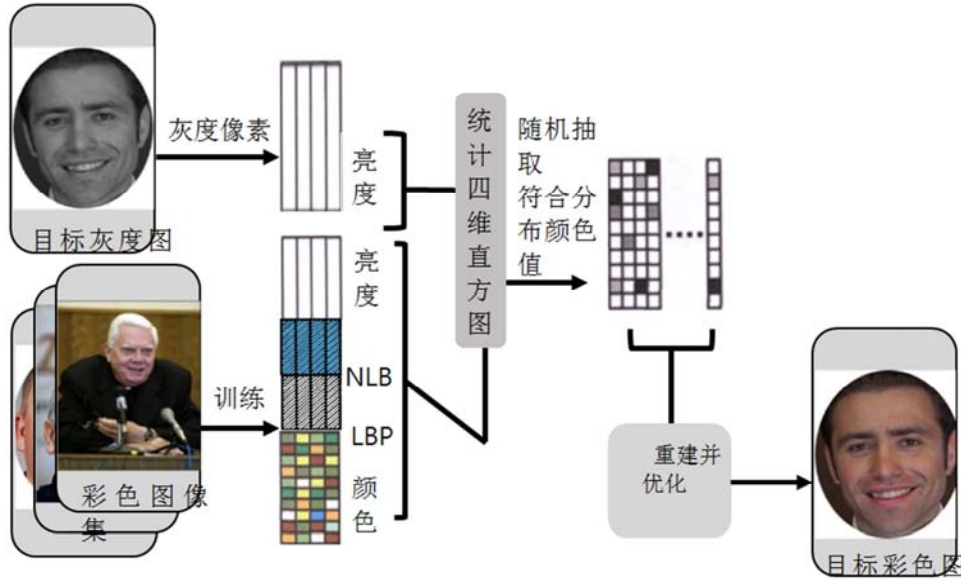 目标灰度图
灰度像素
亮
度
亮
度
NLB
LBP
颜
色
彩色图像
集
训练
统
计
四
维
直
方
图
随机抽
取
符合分
布颜色
值
重建并
优化
目标彩色图